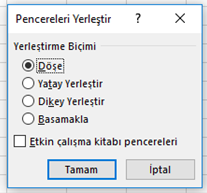 Pencereleri Yerleştir
Yerleştirme Biçimi
Döşe
Yatay Yerleştir
Dikey Yerleştir
Basamakla
Etkin çalışma kitabı pencereleri
Tamam
İptal